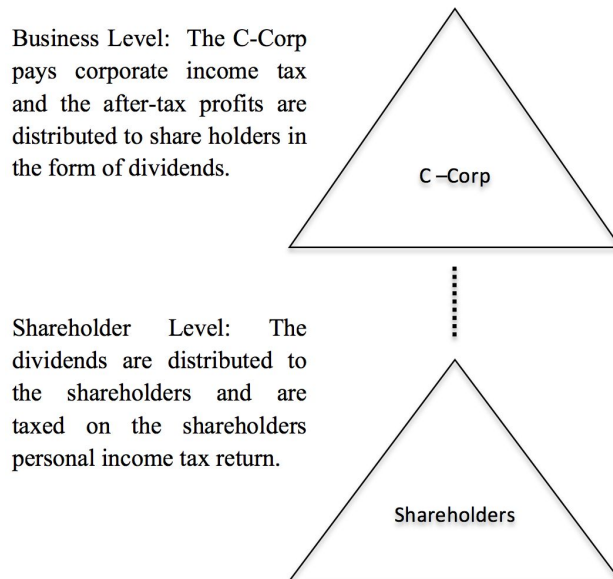 Business Level: The C-Corp
pays corporate income tax
and the after-tax profits are
distributed to share holders in
the form of dividends.
C –Corp
Shareholder Level: The
dividends are distributed to
the shareholders and are
taxed on the shareholders
personal income tax return.
Shareholders